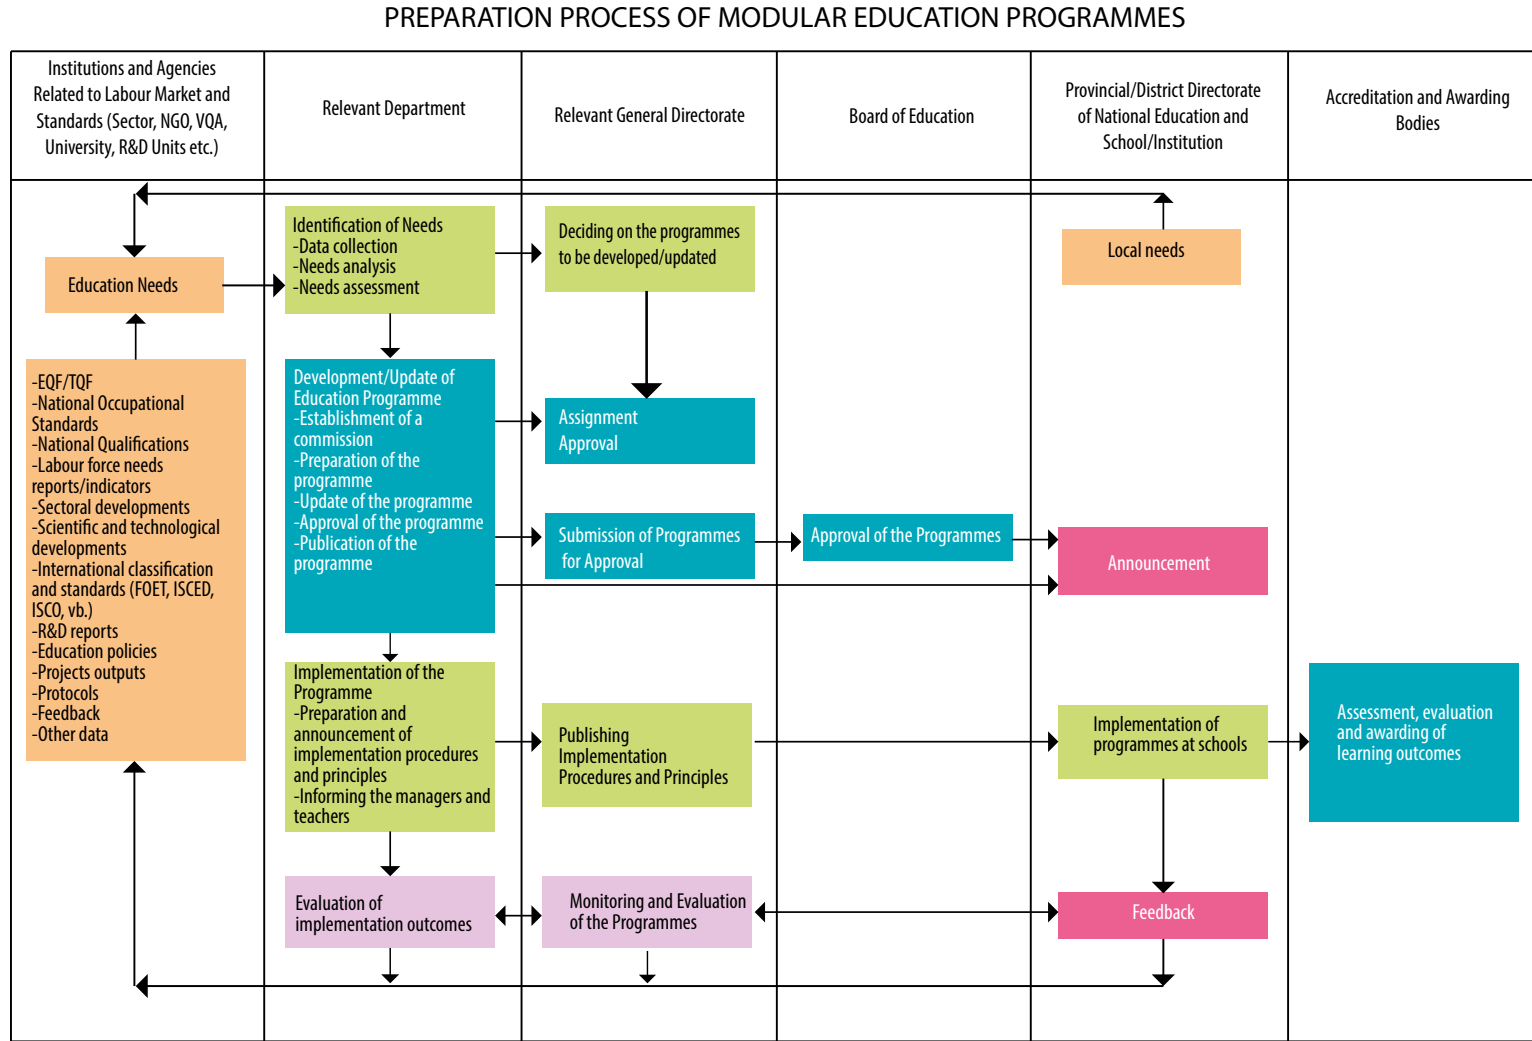 PREPARATION PROCESS OF MODULAR EDUCATION PROGRAMMES
Institutions and Agencies
Related to Labour Market and
Standards (Sector, NGO, VQA,
University, R&D Units etc.)
Relevant Department
Relevant General Directorate
Board of Education
Provincial/District Directorate
of National Education and
School/Institution
Accreditation and Awarding
Bodies
Education Needs
Identification of Needs
-Data collection
-Needs analysis
-Needs assessment
Deciding on the programmes
to be developed/updated
Local needs
-EQF/TQF
-National Occupational
Standards
-National Qualifications
-Labour force needs
reports/indicators
-Sectoral developments
-Scientific and technological
developments
-International classification
and standards (FOET, ISCED,
ISCO, vb.)
-R&D reports
-Education policies
-Projects outputs
-Protocols
-Feedback
-Other data
Development/Update of
Education Programme
-Establishment of a
commission
-Preparation of the
programme
-Update of the programme
-Approval of the programme
-Publication of the
programme
Assignment
Approval
Submission of Programmes
for Approval
Approval of the Programmes
Announcement
Implementation of the
Programme
-Preparation and
announcement of
implementation procedures
and principles
-Informing the managers and
teachers
Publishing
Implementation
Procedures and Principles
Implementation of
programmes at schools
Assessment, evaluation
and awarding of
learning outcomes
Evaluation of
implementation outcomes
Monitoring and Evaluation
of the Programmes
Feedback